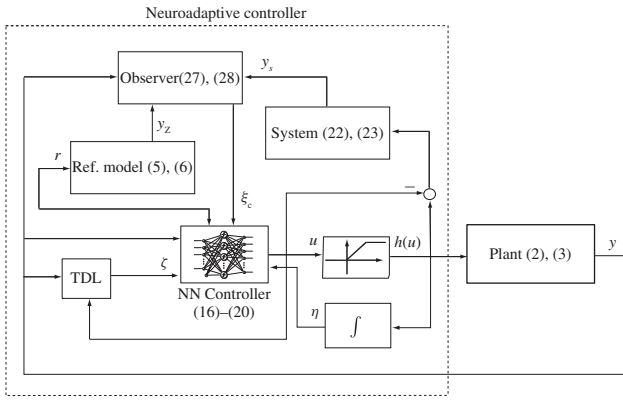 Neuroadaptive controller
Observer(27), (28)
y_s
System (22), (23)
y_Z
r
Ref. model (5), (6)
ξ_c
−
u
h(u)
Plant (2), (3)
y
TDL
ζ
NN Controller
(16)–(20)
η
∫